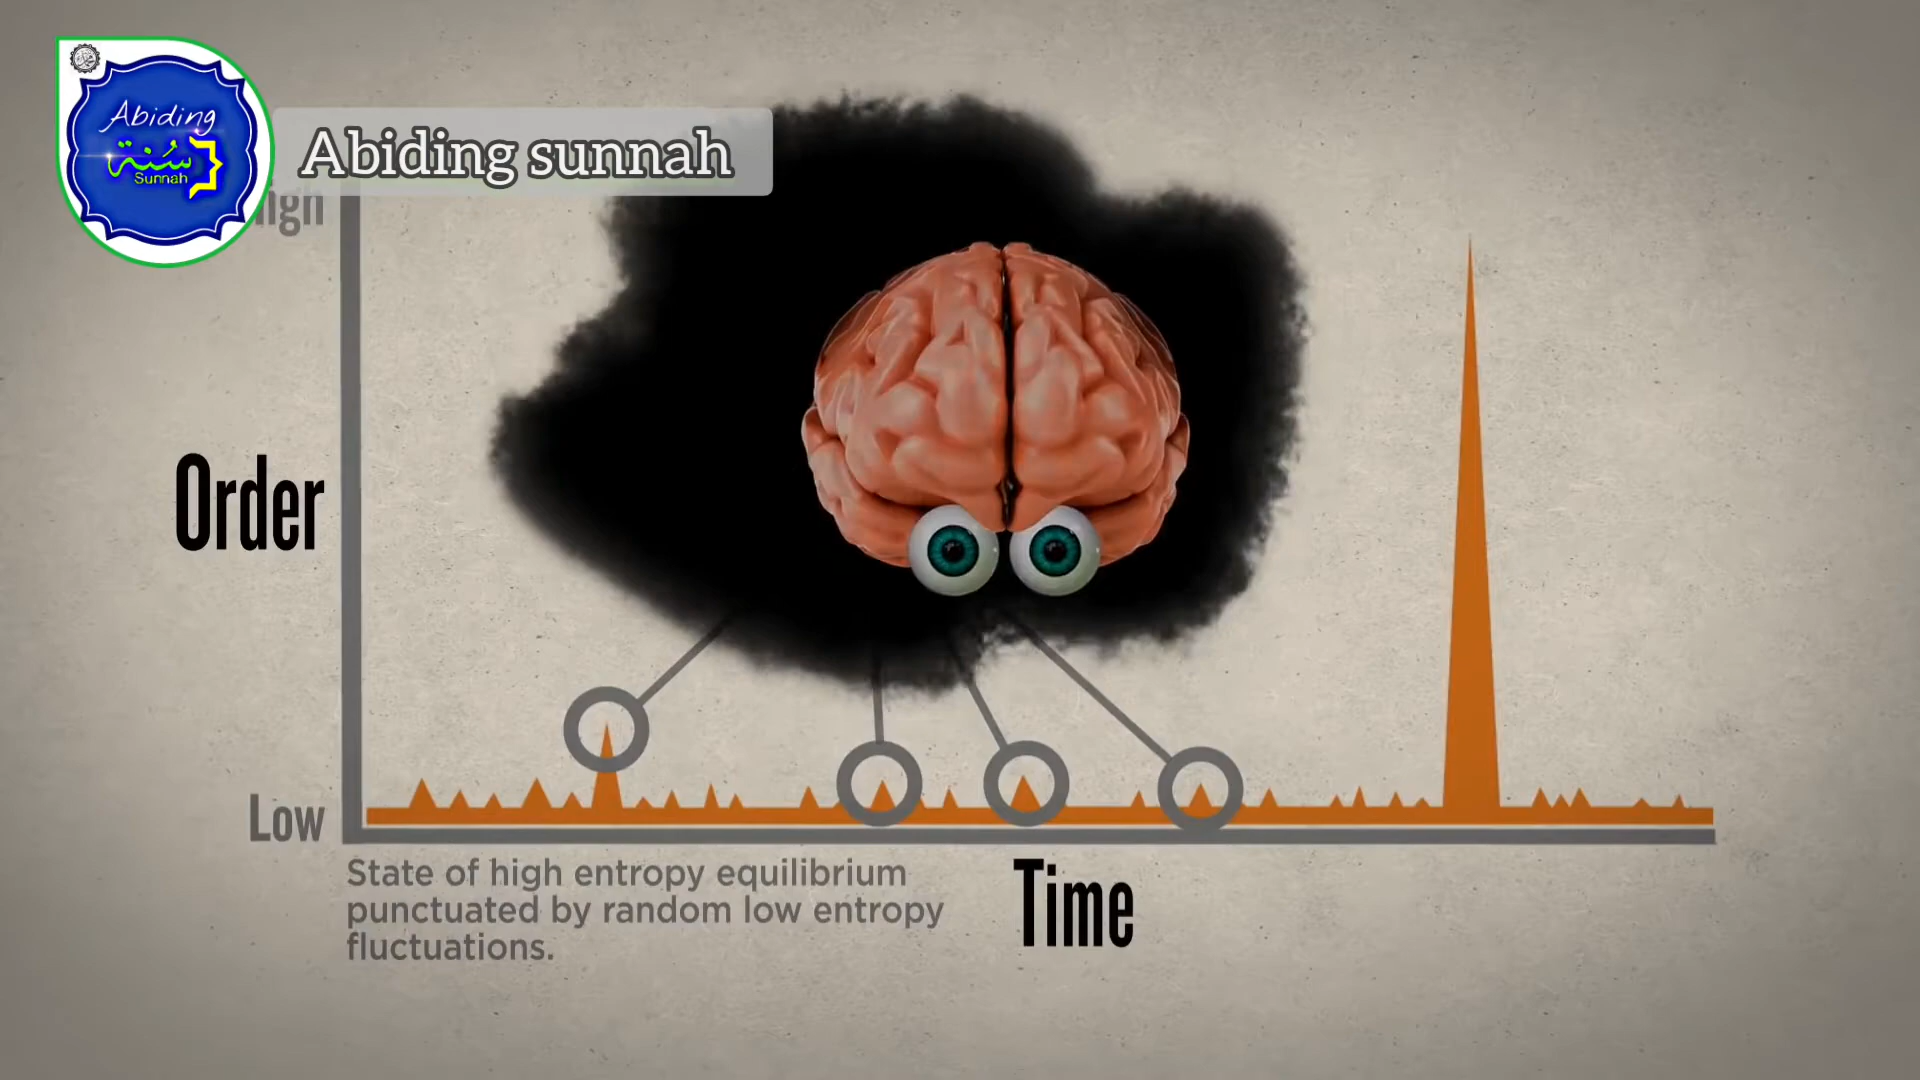 Abiding
سُنة
Sunnah
Abiding sunnah
Order
Low
State of high entropy equilibrium
punctuated by random low entropy
fluctuations.
Time